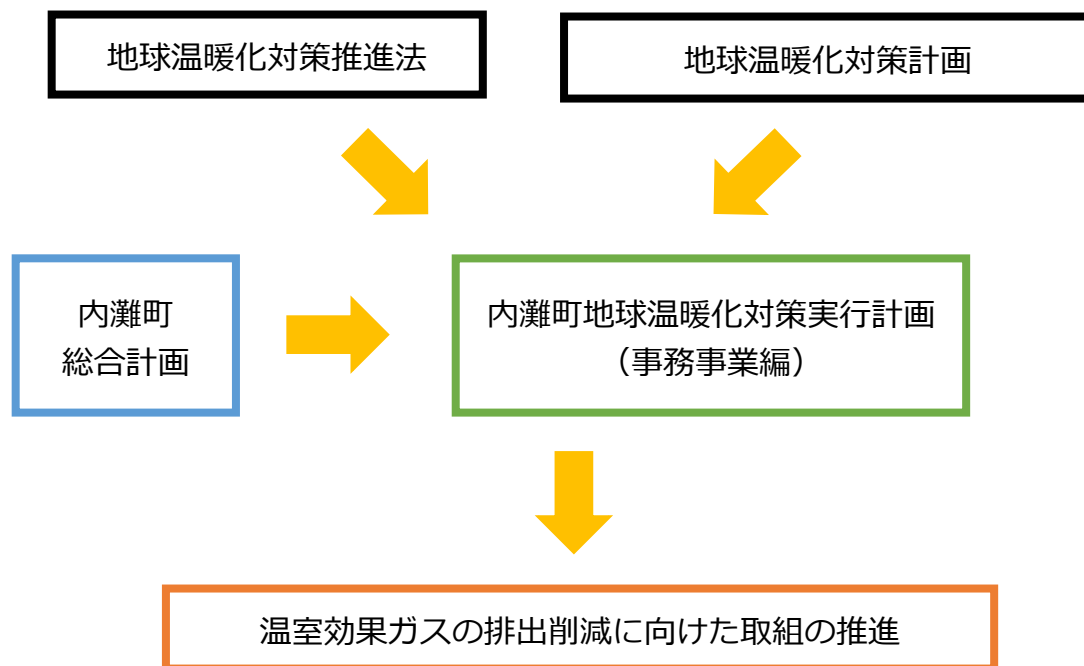 地球温暖化対策推進法
地球温暖化対策計画
内灘町
総合計画
内灘町地球温暖化対策実行計画
（事務事業編）
温室効果ガスの排出削減に向けた取組の推進